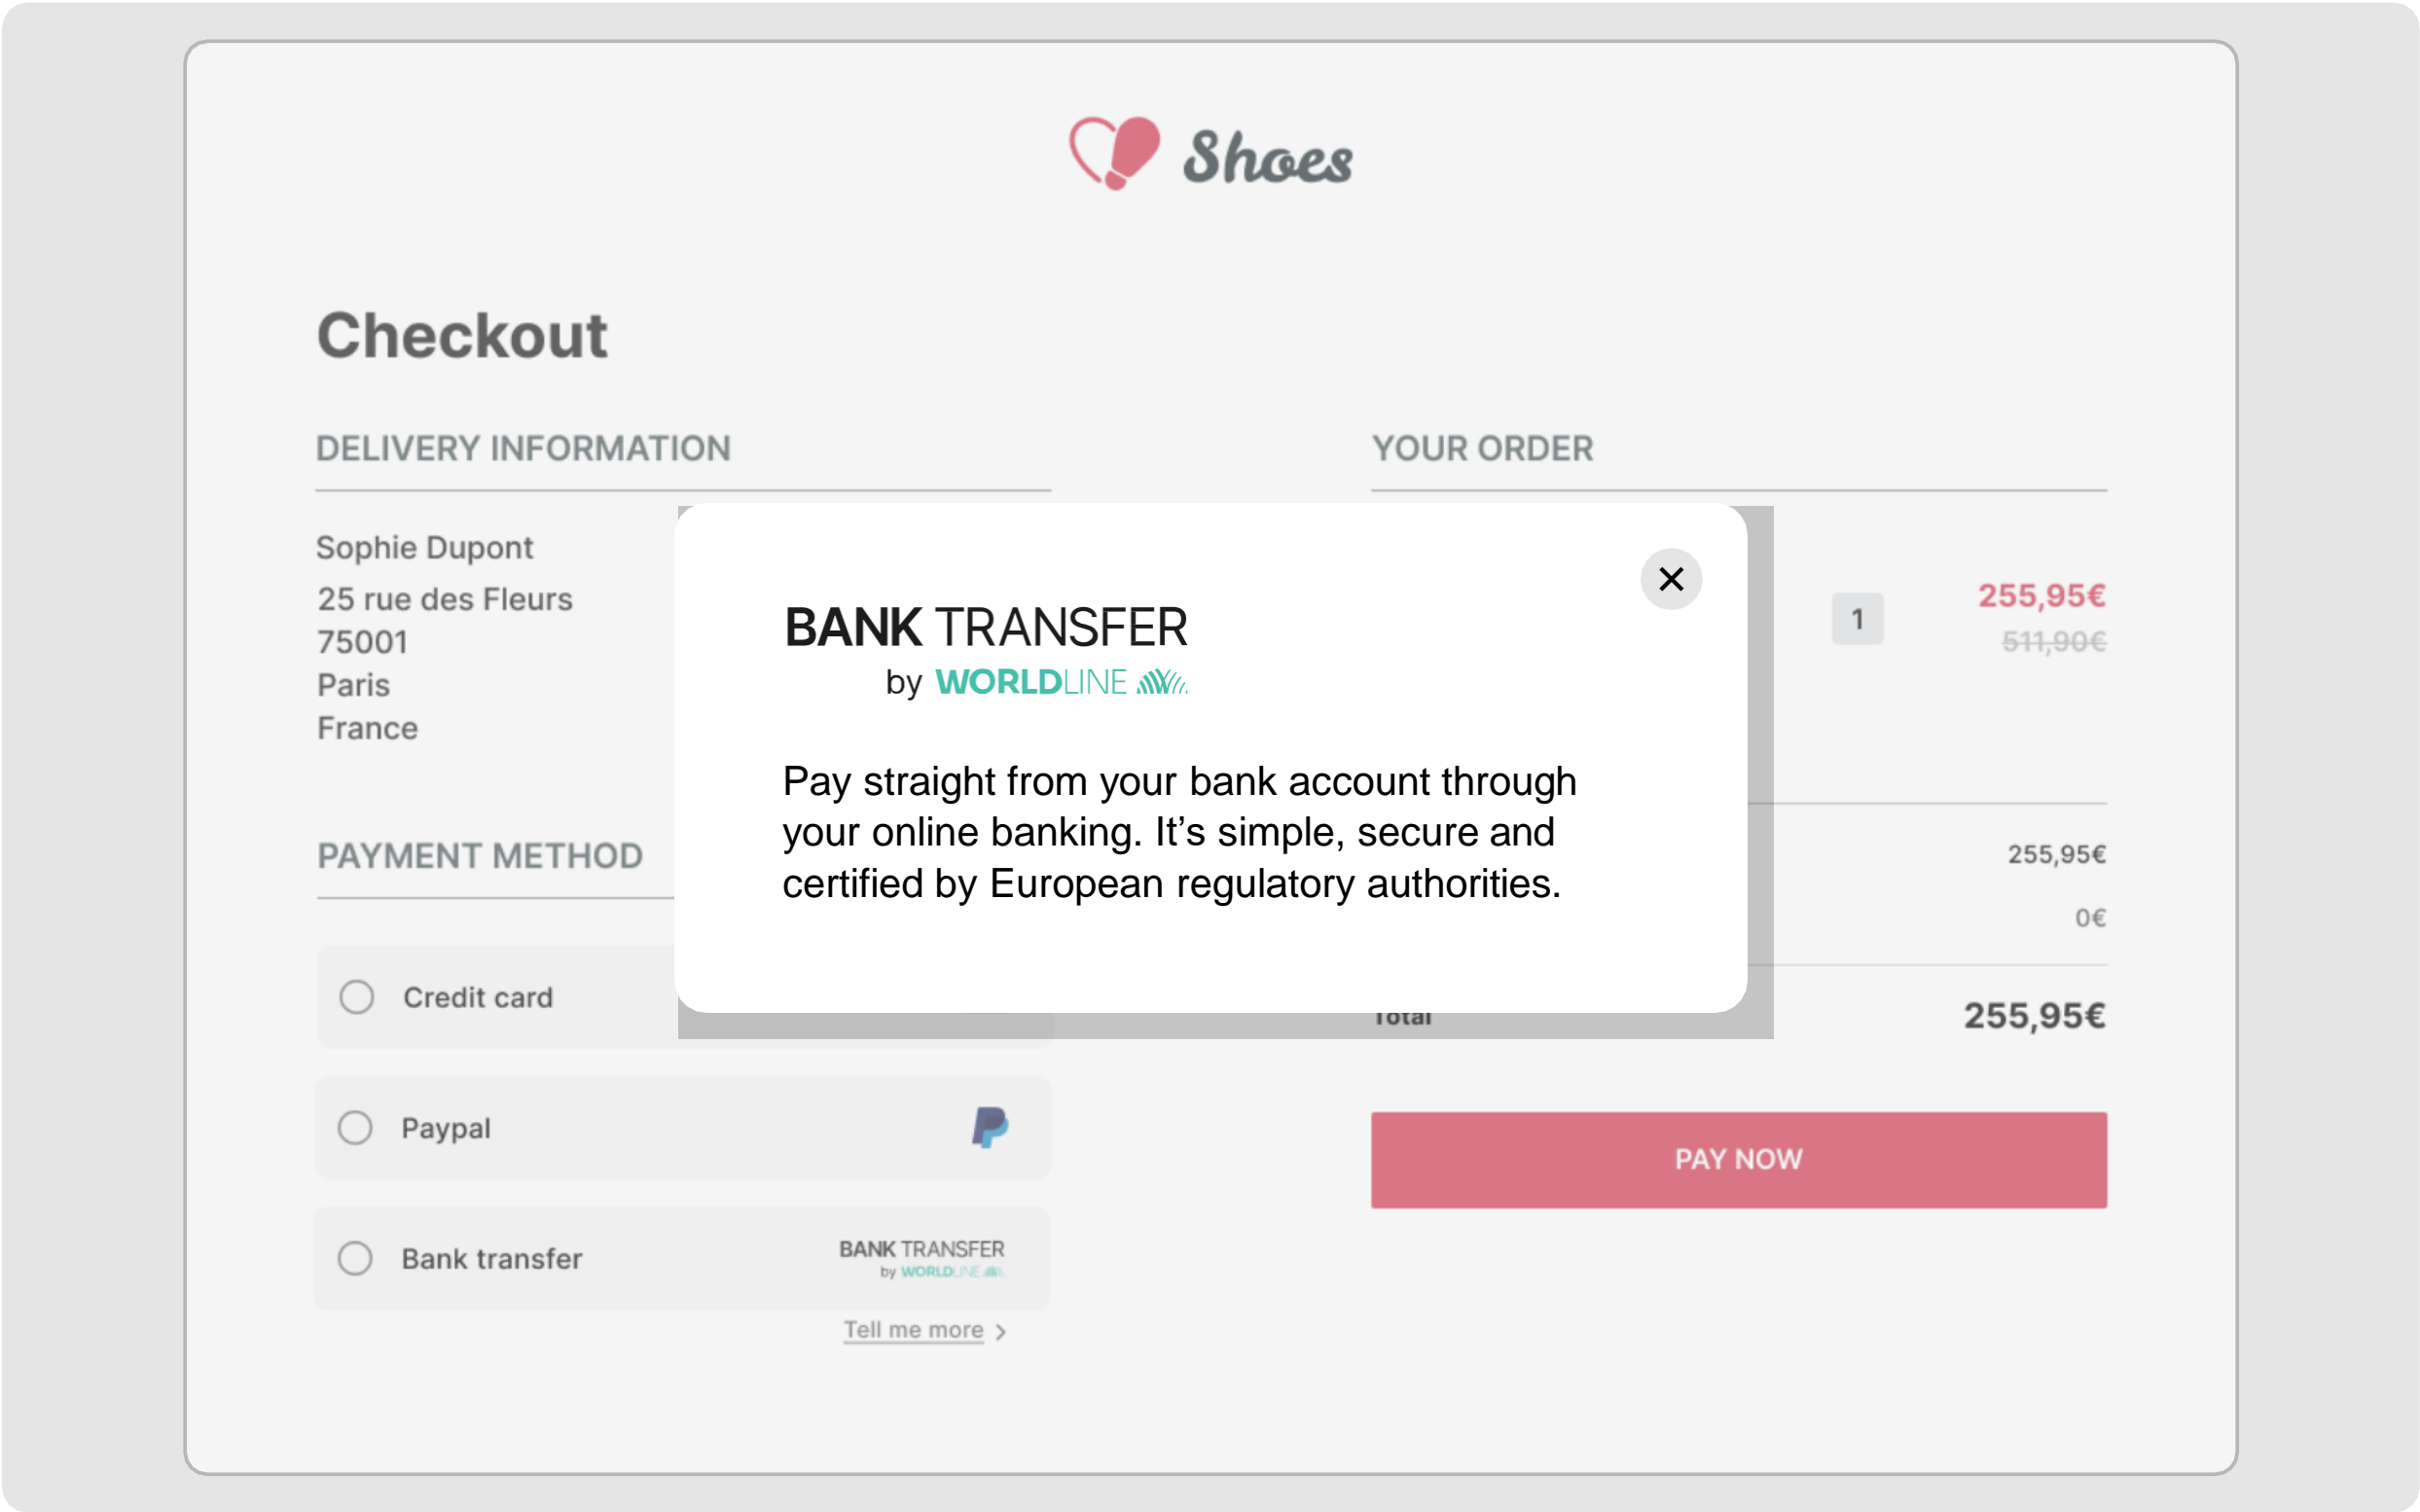 Shoes
Checkout
DELIVERY INFORMATION
Sophie Dupont
25 rue des Fleurs
75001
Paris
France
PAYMENT METHOD
Credit card
Paypal
Bank transfer
BANK TRANSFER
by WORLDLINE
Tell me more
YOUR ORDER
1
255,95€
511,90€
255,95€
0€
Total
255,95€
PAY NOW
BANK TRANSFER
by WORLDLINE
Pay straight from your bank account through
your online banking. It’s simple, secure and
certified by European regulatory authorities.